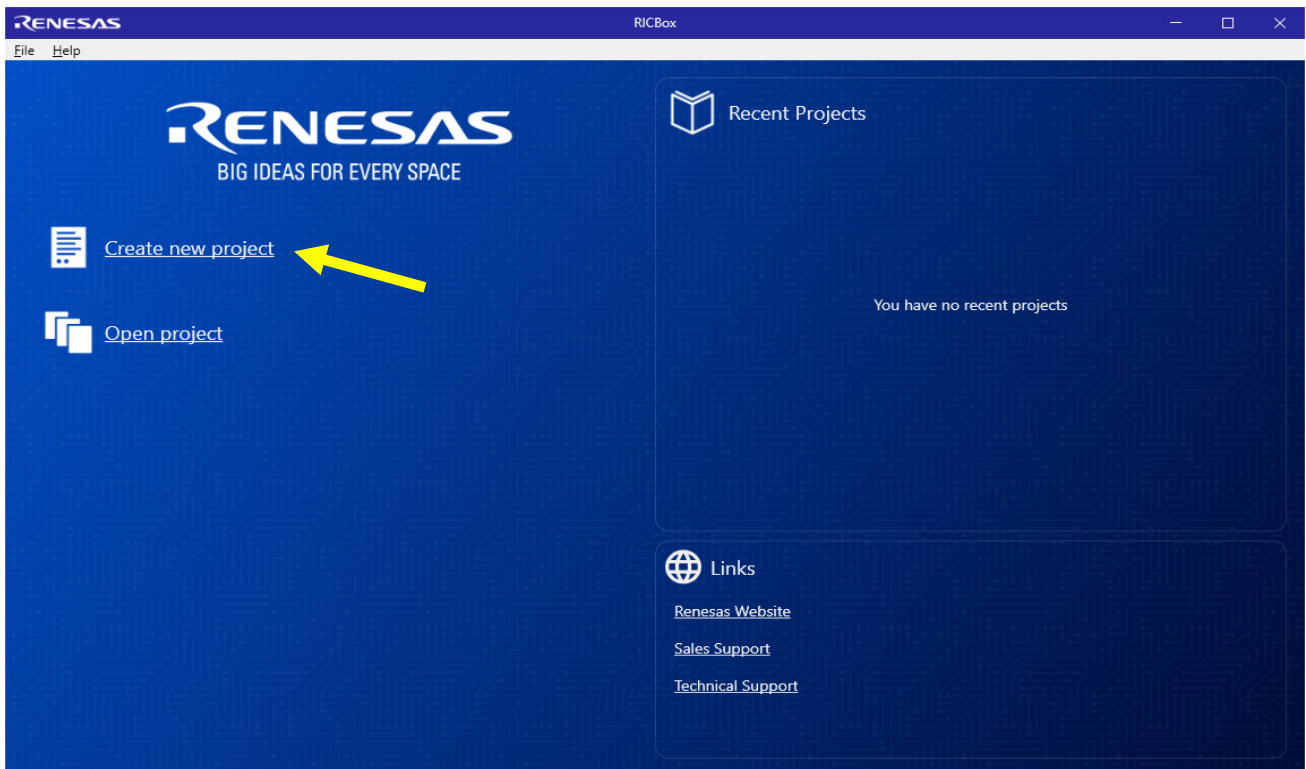 RENESAS
RICBox
File Help
RENESAS
BIG IDEAS FOR EVERY SPACE
Create new project
Open project
Recent Projects
You have no recent projects
Links
Renesas Website
Sales Support
Technical Support